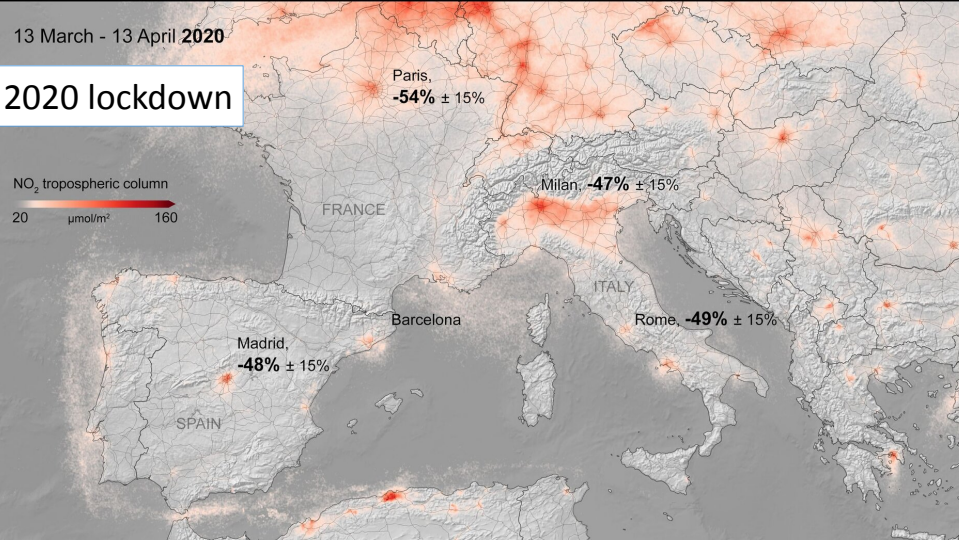 13 March - 13 April 2020
2020 lockdown
Paris,
-54% ± 15%
NO₂ tropospheric column
20 µmol/m² 160
Milan, -47% ± 15%
FRANCE
ITALY
Barcelona
Rome, -49% ± 15%
Madrid,
-48% ± 15%
SPAIN